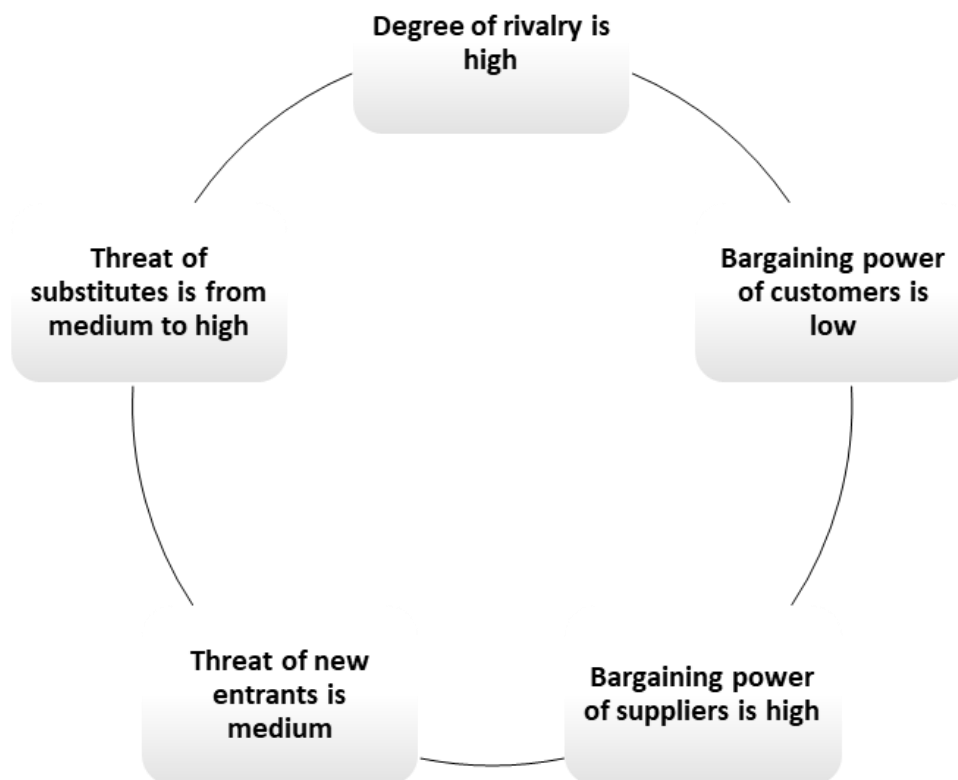 Degree of rivalry is
high
Bargaining power
of customers is
low
Bargaining power
of suppliers is high
Threat of new
entrants is
medium
Threat of
substitutes is from
medium to high